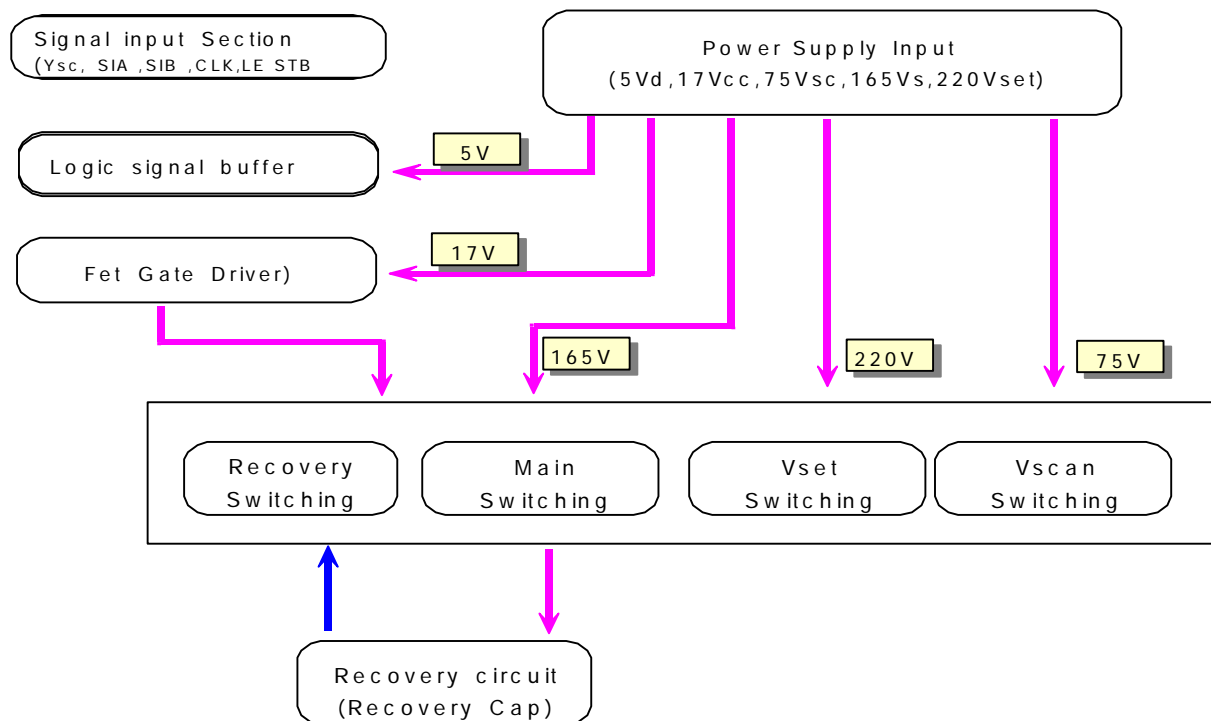 Signal input Section
(Ysc, SIA ,SIB ,CLK,LE STB
Power Supply Input
(5Vd,17Vcc,75Vsc,165Vs,220Vset)
5V
Logic signal buffer
17V
Fet Gate Driver)
165V
220V
75V
Recovery
Switching
Main
Switching
Vset
Switching
Vscan
Switching
Recovery circuit
(Recovery Cap)